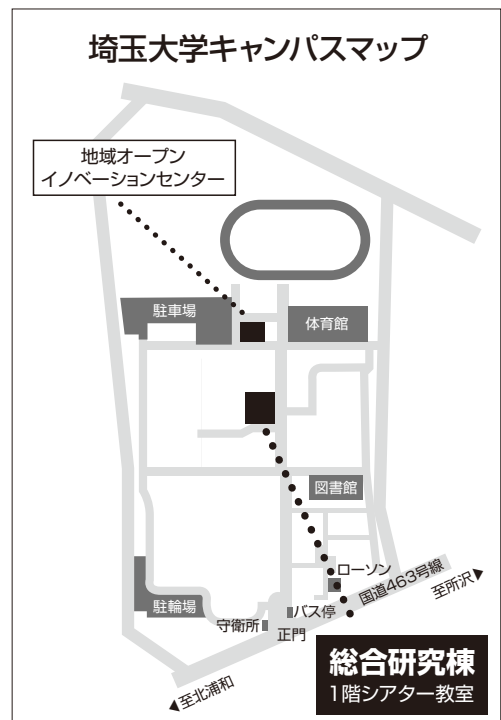 埼玉大学キャンパスマップ
地域オープン
イノベーションセンター
駐車場
体育館
図書館
ローソン
国道463号線
至所沢
駐輪場
バス停
守衛所
正門
至北浦和
総合研究棟
1階シアター教室